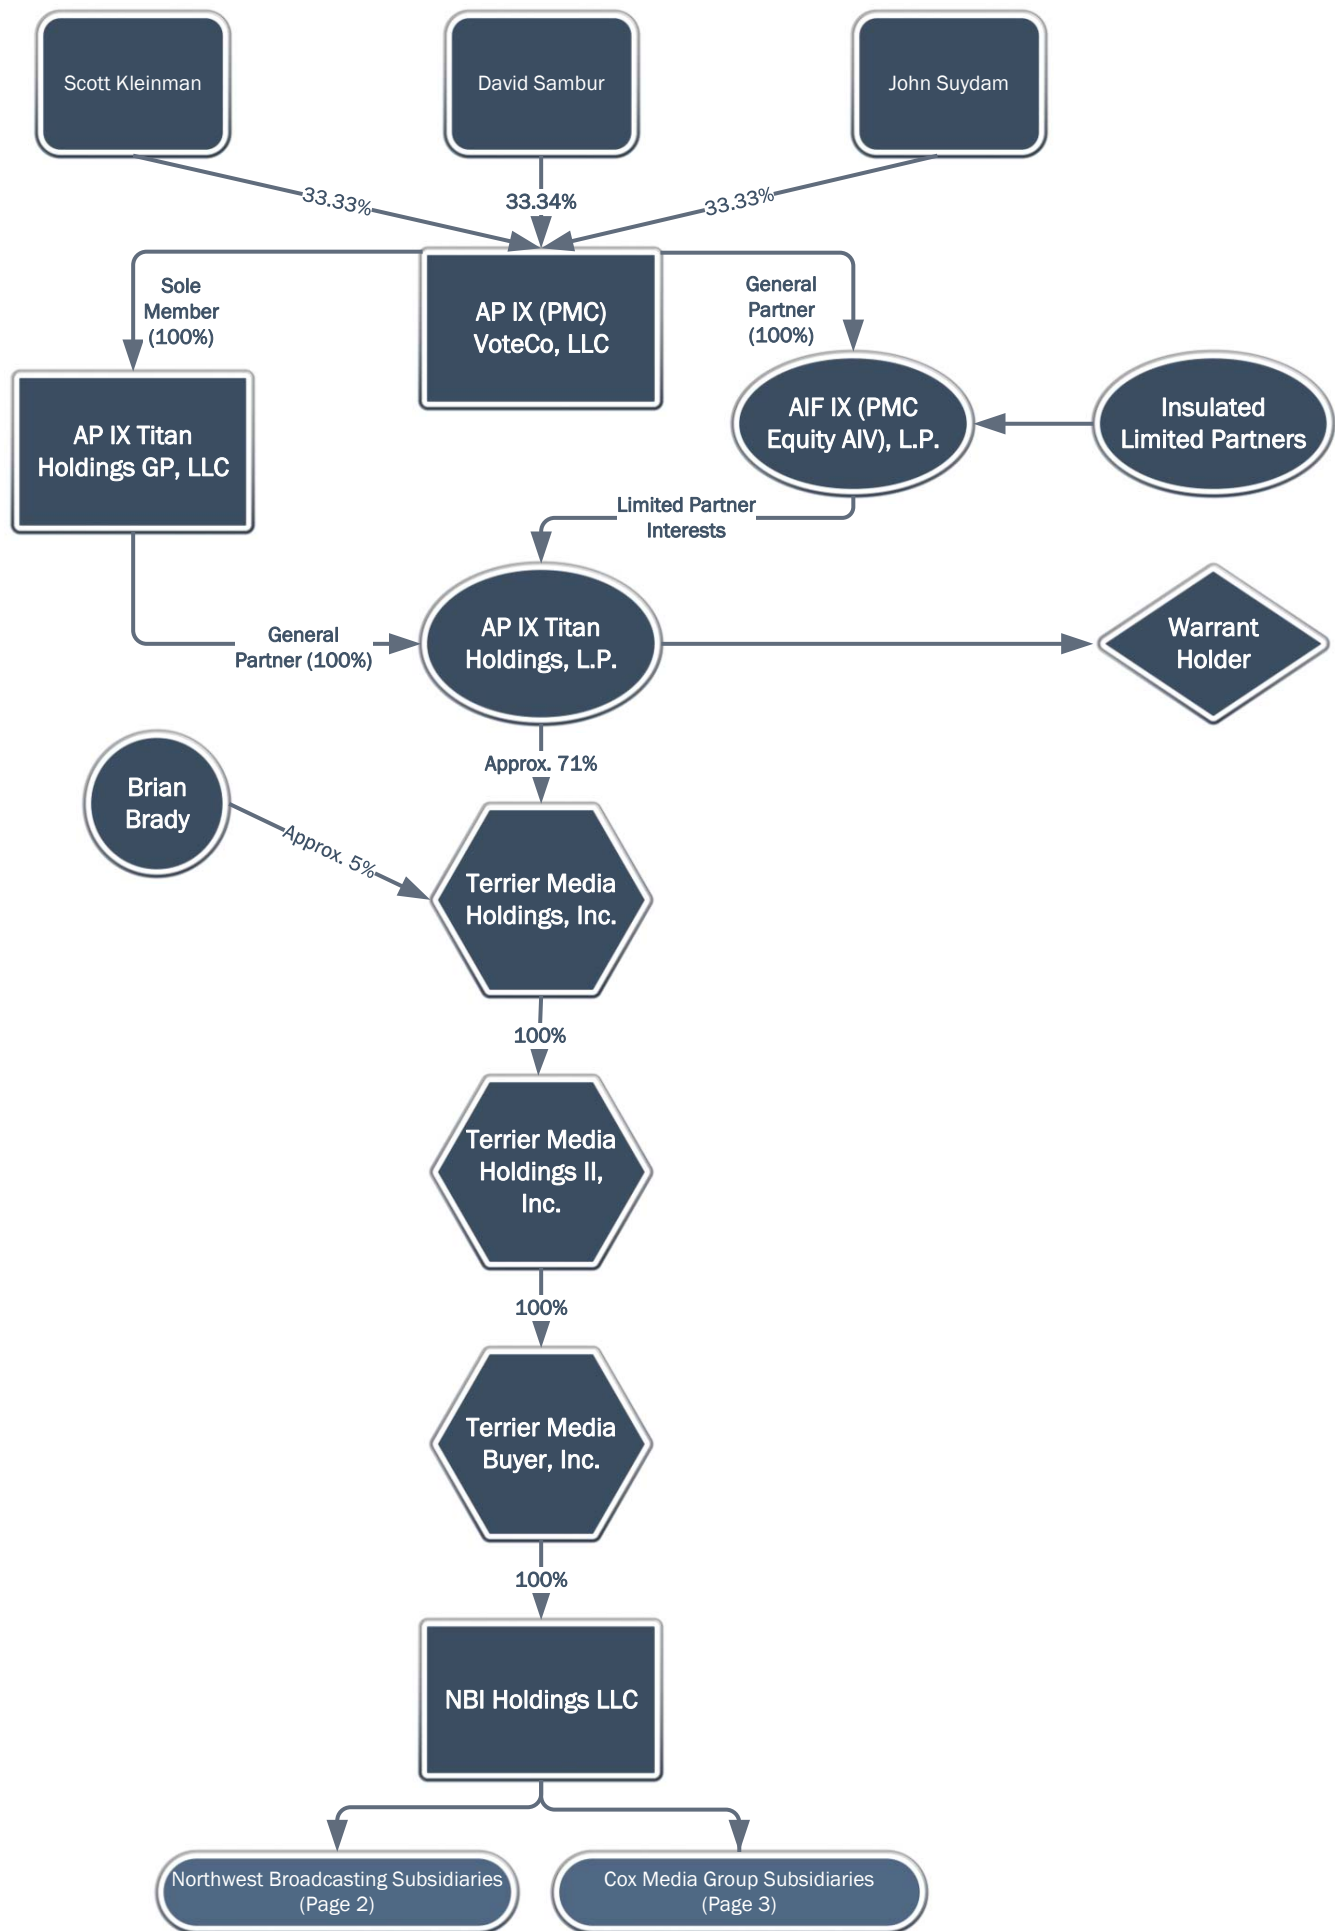 Scott Kleinman
David Sambur
John Suydam
33.33%
33.34%
33.33%
Sole
Member
(100%)
AP IX (PMC)
VoteCo, LLC
General
Partner
(100%)
AP IX Titan
Holdings GP, LLC
AIF IX (PMC
Equity AIV), L.P.
Insulated
Limited Partners
Limited Partner
Interests
General
Partner (100%)
AP IX Titan
Holdings, L.P.
Warrant
Holder
Approx. 71%
Brian
Brady
Approx. 5%
Terrier Media
Holdings, Inc.
100%
Terrier Media
Holdings II,
Inc.
100%
Terrier Media
Buyer, Inc.
100%
NBI Holdings LLC
Northwest Broadcasting Subsidiaries
(Page 2)
Cox Media Group Subsidiaries
(Page 3)